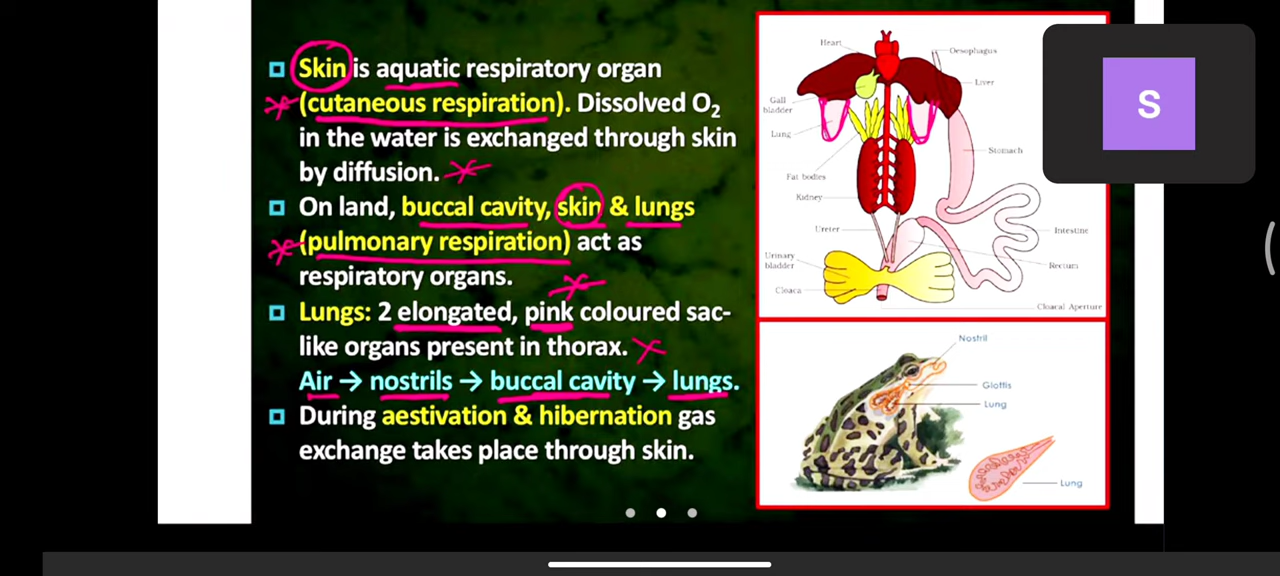 Skin is aquatic respiratory organ
(cutaneous respiration). Dissolved O₂
in the water is exchanged through skin
by diffusion.
On land, buccal cavity, skin & lungs
(pulmonary respiration) act as
respiratory organs.
Lungs: 2 elongated, pink coloured sac-
like organs present in thorax.
Air → nostrils → buccal cavity → lungs.
During aestivation & hibernation gas
exchange takes place through skin.
Heart
Oesophagus
Liver
Gall
bladder
Lung
Stomach
Fat bodies
Kidney
Ureter
Intestine
Urinary
bladder
Rectum
Cloaca
Cloacal Aperture
Nostril
Glottis
Lung
Lung
S